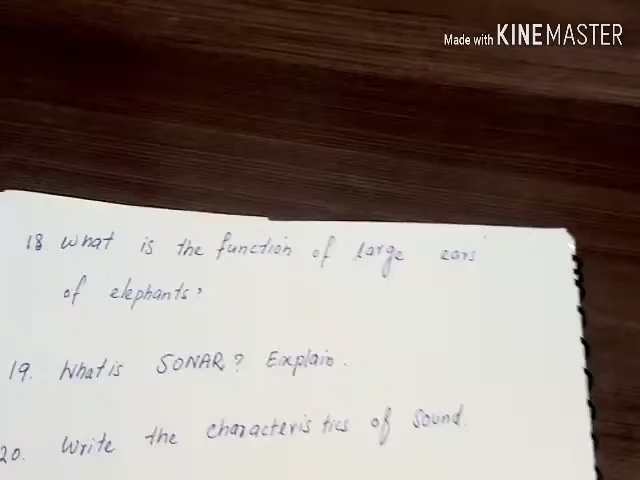 Made with KINEMASTER
18 What is the function of large ears
of elephants?
19. What is SONAR? Explain.
20. Write the characteristics of sound.